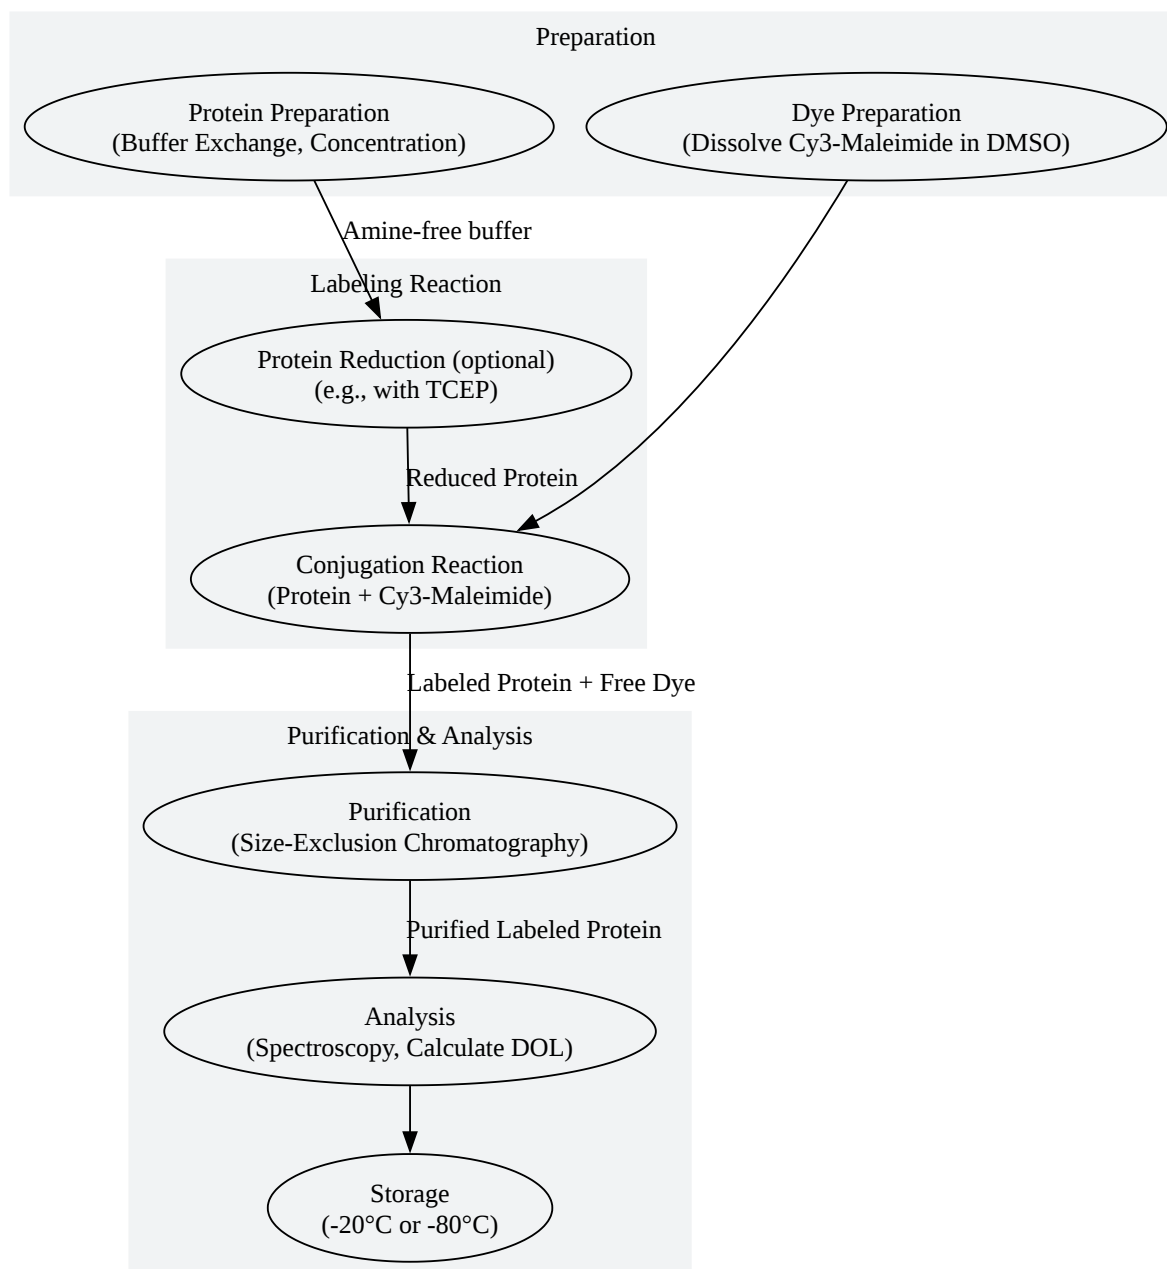 Preparation
Protein Preparation
(Buffer Exchange, Concentration)
Dye Preparation
(Dissolve Cy3-Maleimide in DMSO)
Amine-free buffer
Labeling Reaction
Protein Reduction (optional)
(e.g., with TCEP)
Reduced Protein
Conjugation Reaction
(Protein + Cy3-Maleimide)
Labeled Protein + Free Dye
Purification & Analysis
Purification
(Size-Exclusion Chromatography)
Purified Labeled Protein
Analysis
(Spectroscopy, Calculate DOL)
Storage
(-20°C or -80°C)